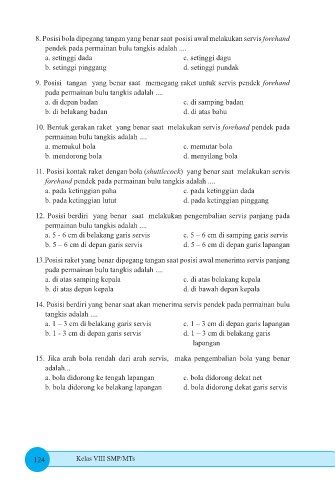 8. Posisi bola dipegang tangan yang benar saat posisi awal melakukan servis forehand
pendek pada permainan bulu tangkis adalah ....
a. setinggi dada
c. setinggi dagu
b. setinggi pinggang
d. setinggi pundak
9. Posisi tangan yang benar saat memegang raket untuk servis pendek forehand
pada permainan bulu tangkis adalah ....
a. di depan badan
c. di samping badan
b. di belakang badan
d. di atas bahu
10. Bentuk gerakan raket yang benar saat melakukan servis forehand pendek pada
permainan bulu tangkis adalah ....
a. memukul bola
c. memutar bola
b. mendorong bola
d. menyilang bola
11. Posisi kontak raket dengan bola (shuttlecock) yang benar saat melakukan servis
forehand pendek pada permainan bulu tangkis adalah ....
a. pada ketinggian paha
c. pada ketinggian dada
b. pada ketinggian lutut
d. pada ketinggian pinggang
12. Posisi berdiri yang benar saat melakukan pengembalian servis panjang pada
permainan bulu tangkis adalah ....
a. 5 - 6 cm di belakang garis servis
c. 5 – 6 cm di samping garis servis
b. 5 – 6 cm di depan garis servis
d. 5 – 6 cm di depan garis lapangan
13.Posisi raket yang benar dipegang tangan saat posisi awal menerima servis panjang
pada permainan bulu tangkis adalah ....
a. di atas samping kepala
c. di atas belakang kepala
b. di atas depan kepala
d. di bawah depan kepala
14. Posisi berdiri yang benar saat akan menerima servis pendek pada permainan bulu
tangkis adalah ....
a. 1 – 3 cm di belakang garis servis
c. 1 – 3 cm di depan garis lapangan
b. 1 - 3 cm di depan garis servis
d. 1 – 3 cm di belakang garis
lapangan
15. Jika arah bola rendah dari arah servis, maka pengembalian bola yang benar
adalah...
a. bola didorong ke tengah lapangan
c. bola didorong dekat net
b. bola didorong ke belakang lapangan
d. bola didorong dekat garis servis
124
Kelas VIII SMP/MTs